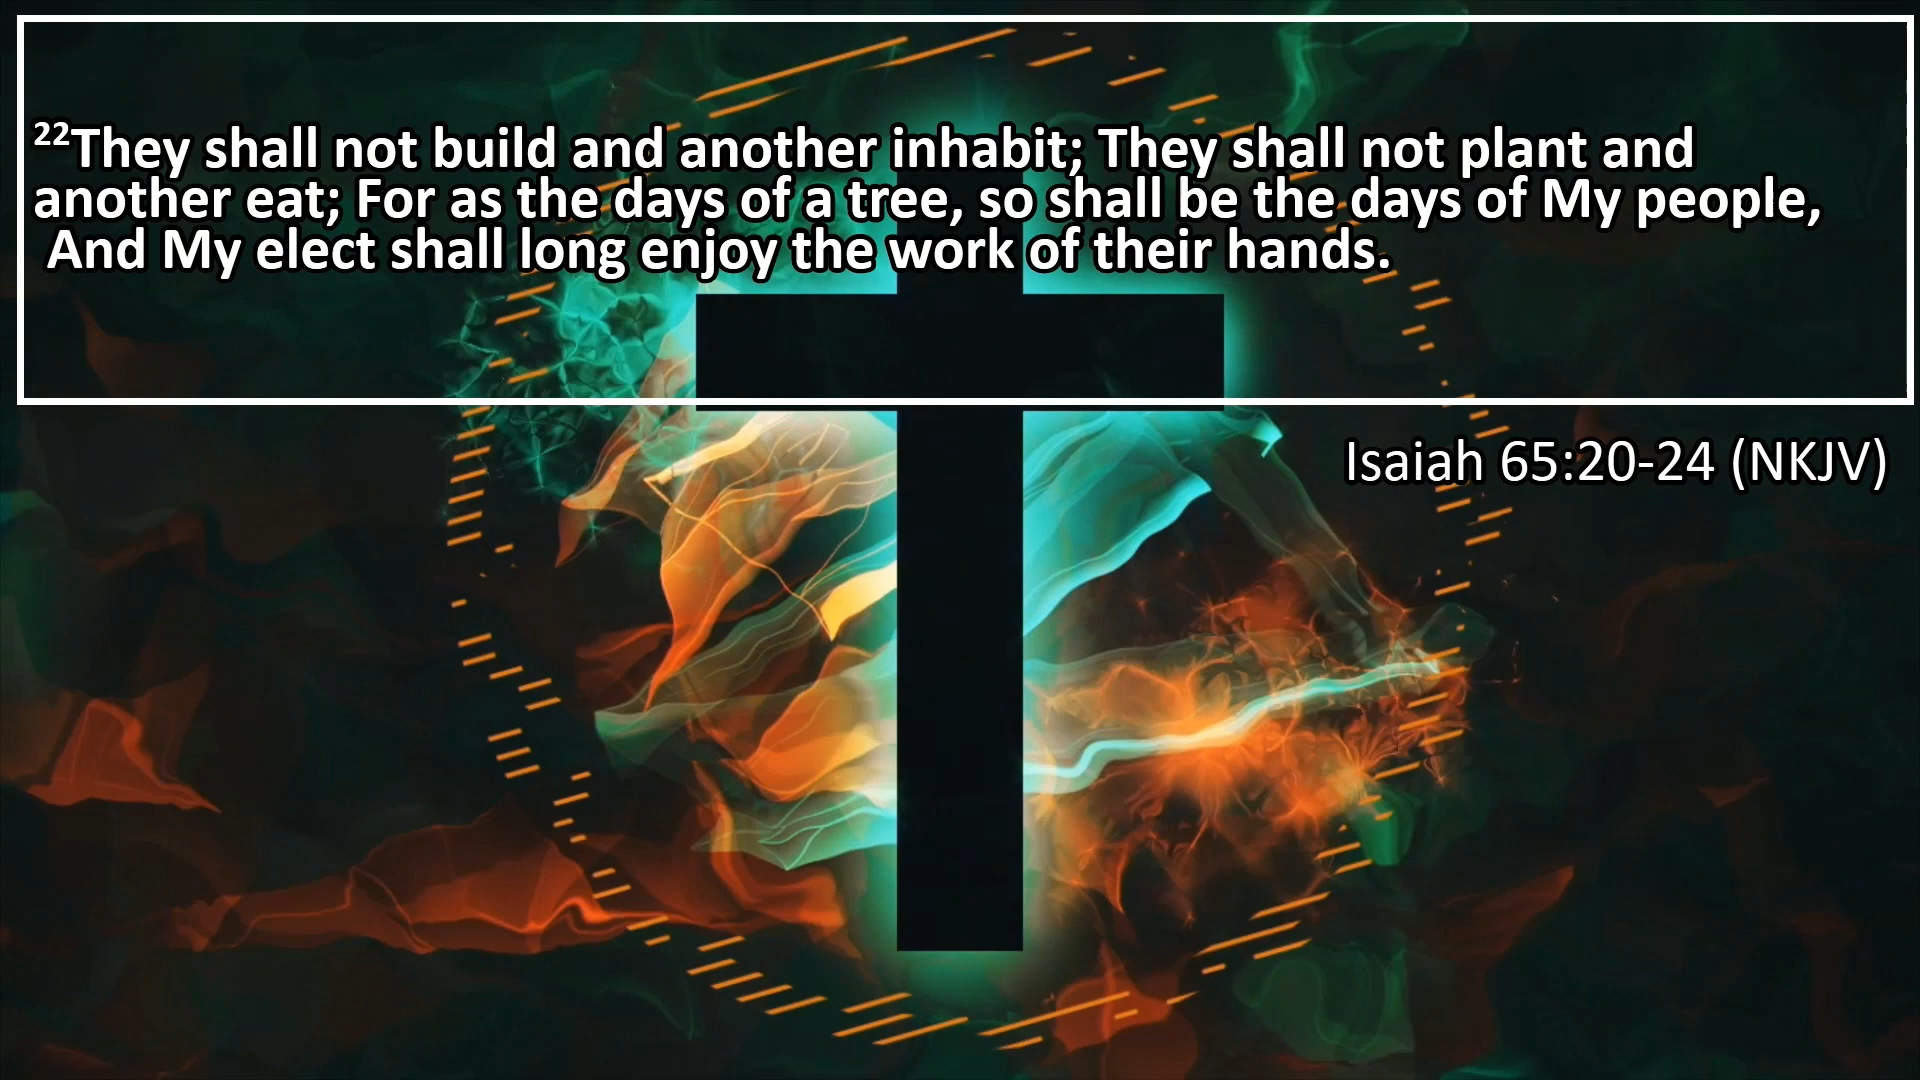 ²²They shall not build and another inhabit; They shall not plant and
another eat; For as the days of a tree, so shall be the days of My people,
And My elect shall long enjoy the work of their hands.
Isaiah 65:20-24 (NKJV)